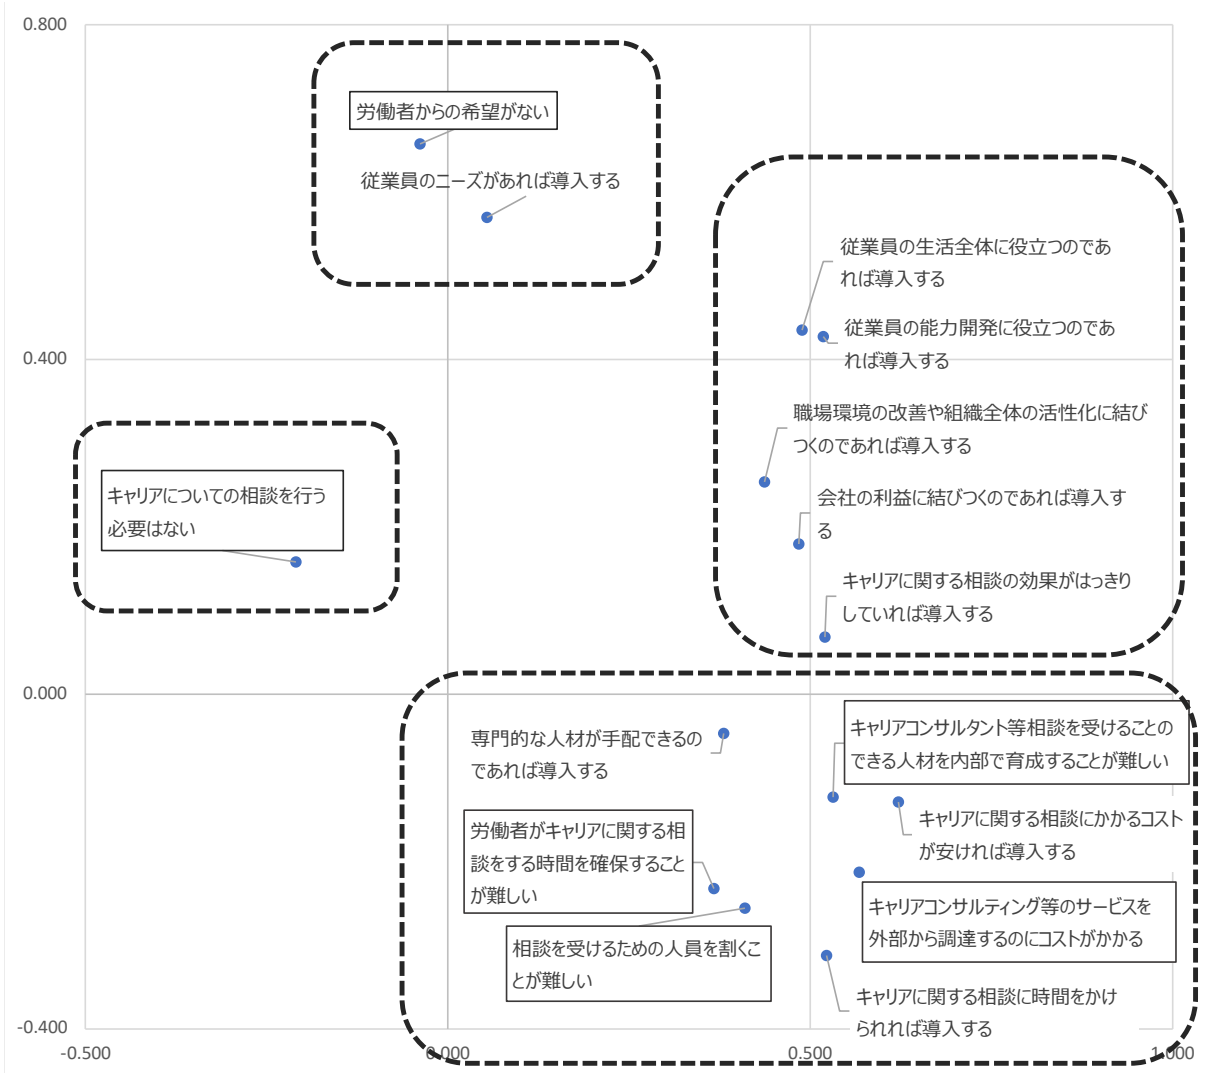 0.800
労働者からの希望がない
従業員のニーズがあれば導入する
従業員の生活全体に役立つのであ
れば導入する
従業員の能力開発に役立つのであ
れば導入する
0.400
職場環境の改善や組織全体の活性化に結び
つくのであれば導入する
キャリアについての相談を行う
必要はない
会社の利益に結びつくのであれば導入す
る
キャリアに関する相談の効果がはっきり
していれば導入する
0.000
専門的な人材が手配できるの
であれば導入する
キャリアコンサルタント等相談を受けることの
できる人材を内部で育成することが難しい
キャリアに関する相談にかかるコスト
が安ければ導入する
労働者がキャリアに関する相
談をする時間を確保すること
が難しい
キャリアコンサルティング等のサービスを
外部から調達するのにコストがかかる
相談を受けるための人員を割くこ
とが難しい
キャリアに関する相談に時間をかけ
られれば導入する
-0.400
-0.500
0.000
0.500
1.000